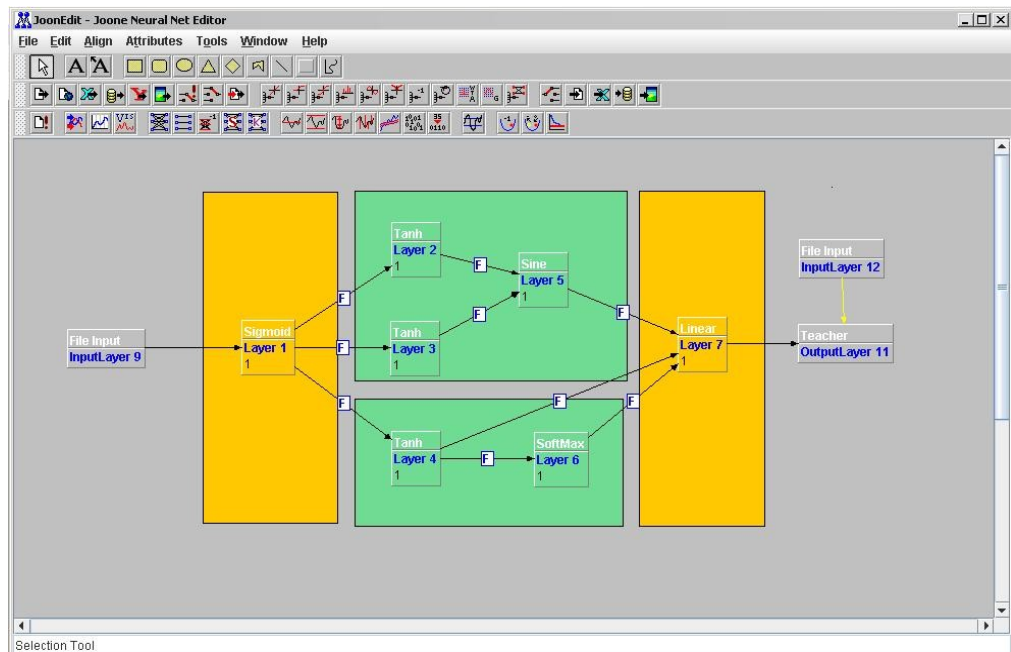 JoonEdit - Joone Neural Net Editor
File Edit Align Attributes Tools Window Help
A A
VIS
File Input
InputLayer 9
Sigmoid
Layer 1
1
Tanh
Layer 2
1
Tanh
Layer 3
1
Sine
Layer 5
1
Tanh
Layer 4
1
SoftMax
Layer 6
1
Linear
Layer 7
1
File Input
InputLayer 12
Teacher
OutputLayer 11
F
F
F
F
F
F
F
F
F
Selection Tool